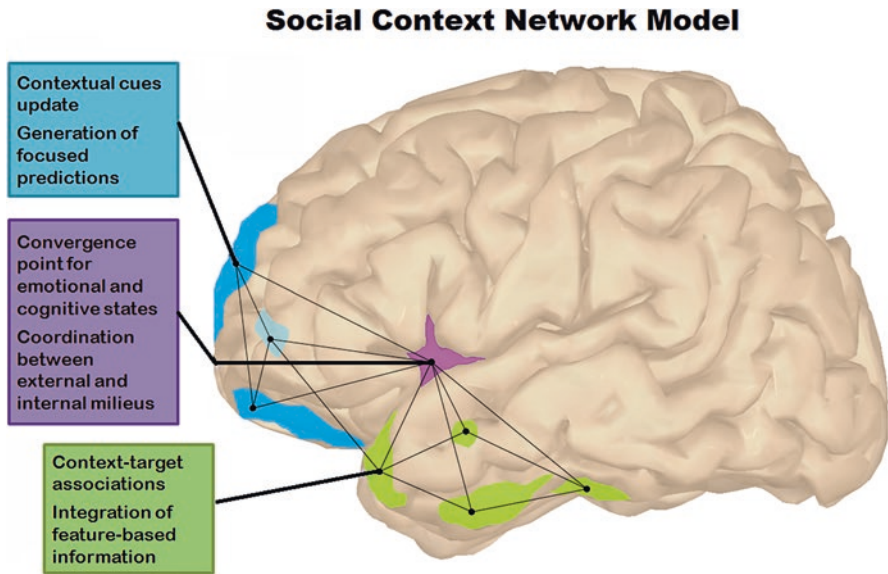 Social Context Network Model
Contextual cues
update
Generation of
focused
predictions
Convergence
point for
emotional and
cognitive states
Coordination
between
external and
internal milieus
Context-target
associations
Integration of
feature-based
information